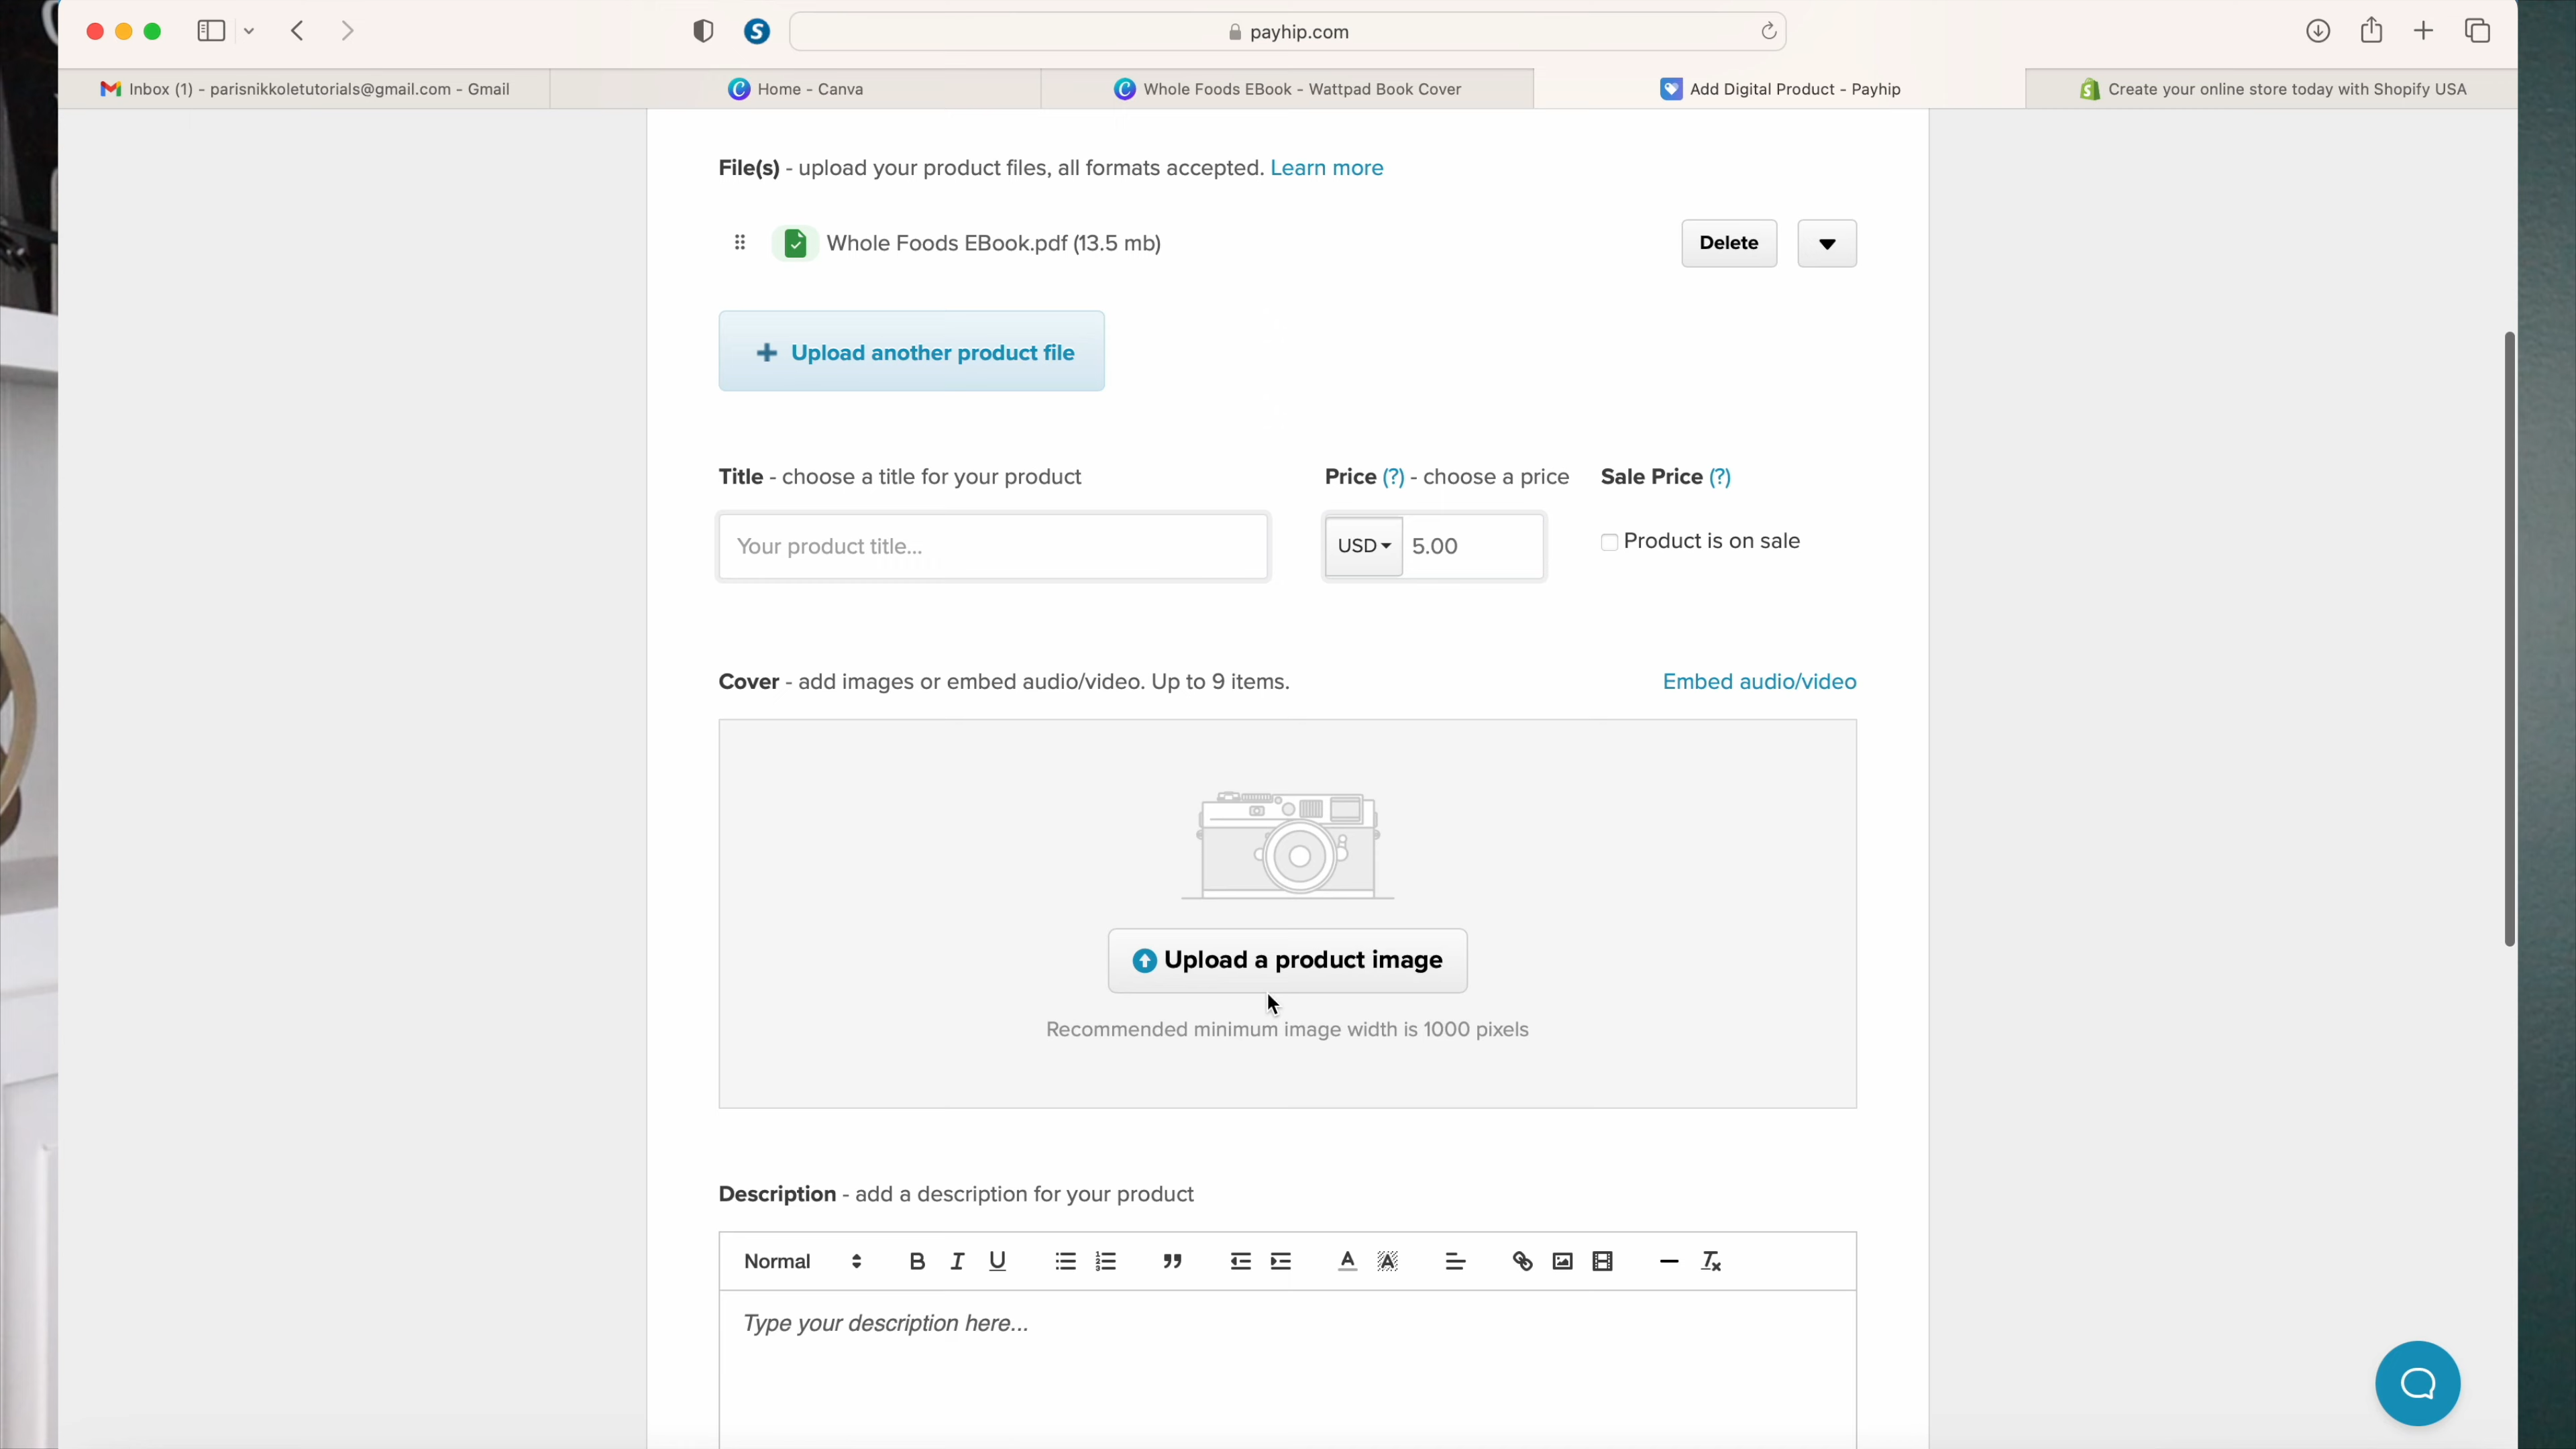 payhip.com
Inbox (1) - parisnikkoletutorials@gmail.com - Gmail
Home - Canva
Whole Foods EBook - Wattpad Book Cover
Add Digital Product - Payhip
Create your online store today with Shopify USA
File(s) - upload your product files, all formats accepted. Learn more
Whole Foods EBook.pdf (13.5 mb)
Delete
+ Upload another product file
Title - choose a title for your product
Price (?) - choose a price
Sale Price (?)
Your product title...
USD 5.00
Product is on sale
Cover - add images or embed audio/video. Up to 9 items.
Embed audio/video
Upload a product image
Recommended minimum image width is 1000 pixels
Description - add a description for your product
Normal
Type your description here...